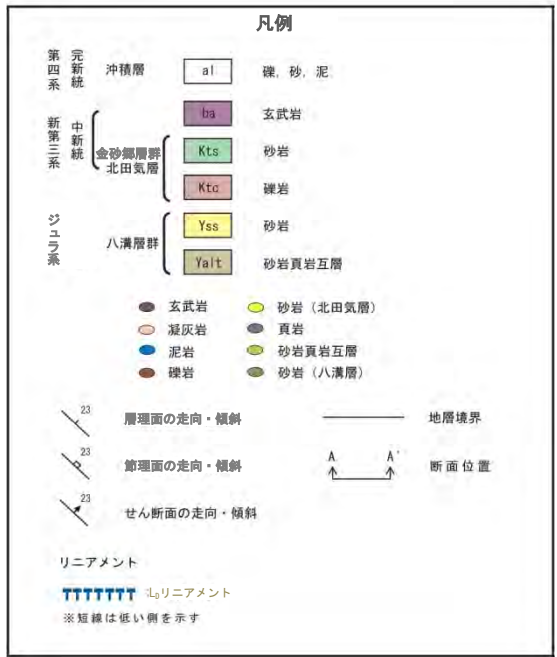 凡例
第四系 完新統 沖積層 al 礫, 砂, 泥
新第三系 中新統 ba 玄武岩
金砂郷層群
北田気層 Kts 砂岩
Ktc 礫岩
ジュラ系 八溝層群 Yss 砂岩
Yalt 砂岩頁岩互層
玄武岩 砂岩（北田気層）
凝灰岩 頁岩
泥岩 砂岩頁岩互層
礫岩 砂岩（八溝層）
23 層理面の走向・傾斜 地層境界
23 節理面の走向・傾斜 A A' 断面位置
23 せん断面の走向・傾斜
リニアメント
LDリニアメント
※短線は低い側を示す